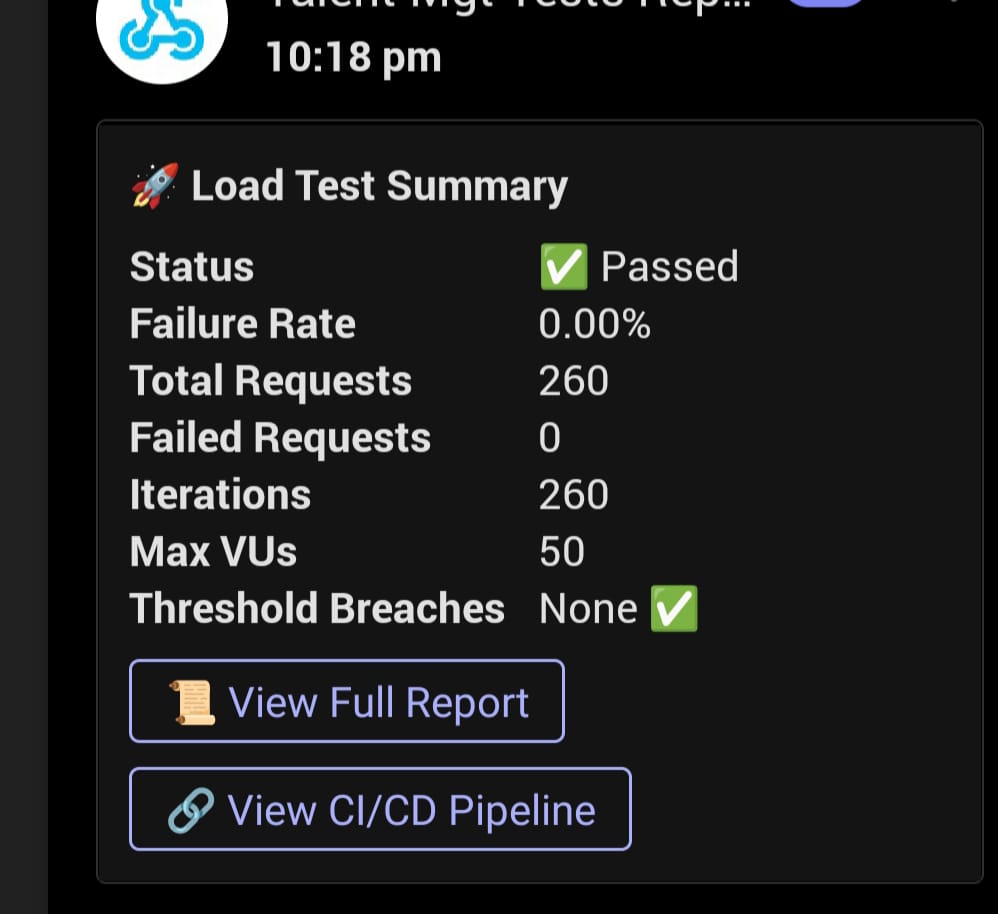 Talent Mgt Tests Rep...
10:18 pm
🚀 Load Test Summary
Status ✅ Passed
Failure Rate 0.00%
Total Requests 260
Failed Requests 0
Iterations 260
Max VUs 50
Threshold Breaches None ✅
📜 View Full Report
🔗 View CI/CD Pipeline